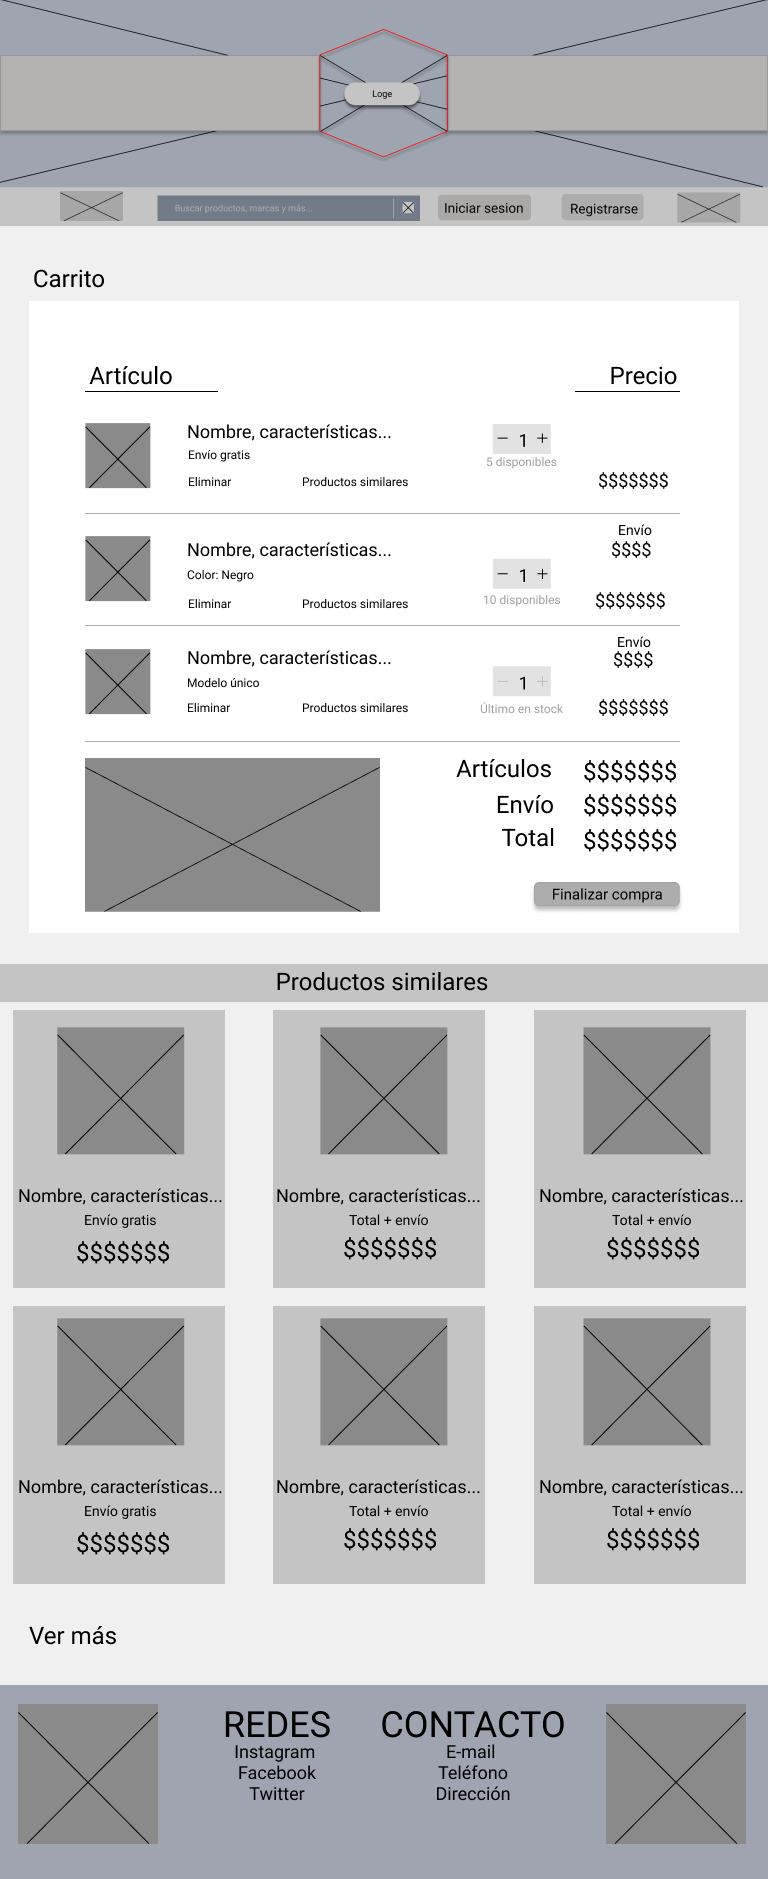 Loge
Buscar productos, marcas y más...
Iniciar sesion
Registrarse
Carrito
Artículo
Precio
Nombre, características...
Envío gratis
Eliminar
Productos similares
− 1 +
5 disponibles
$$$$$$$
Nombre, características...
Color: Negro
Eliminar
Productos similares
− 1 +
10 disponibles
Envío
$$$$
$$$$$$$
Nombre, características...
Modelo único
Eliminar
Productos similares
− 1 +
Último en stock
Envío
$$$$
$$$$$$$
Artículos $$$$$$$
Envío $$$$$$$
Total $$$$$$$
Finalizar compra
Productos similares
Nombre, características...
Envío gratis
$$$$$$$
Nombre, características...
Total + envío
$$$$$$$
Nombre, características...
Total + envío
$$$$$$$
Nombre, características...
Envío gratis
$$$$$$$
Nombre, características...
Total + envío
$$$$$$$
Nombre, características...
Total + envío
$$$$$$$
Ver más
REDES
Instagram
Facebook
Twitter
CONTACTO
E-mail
Teléfono
Dirección